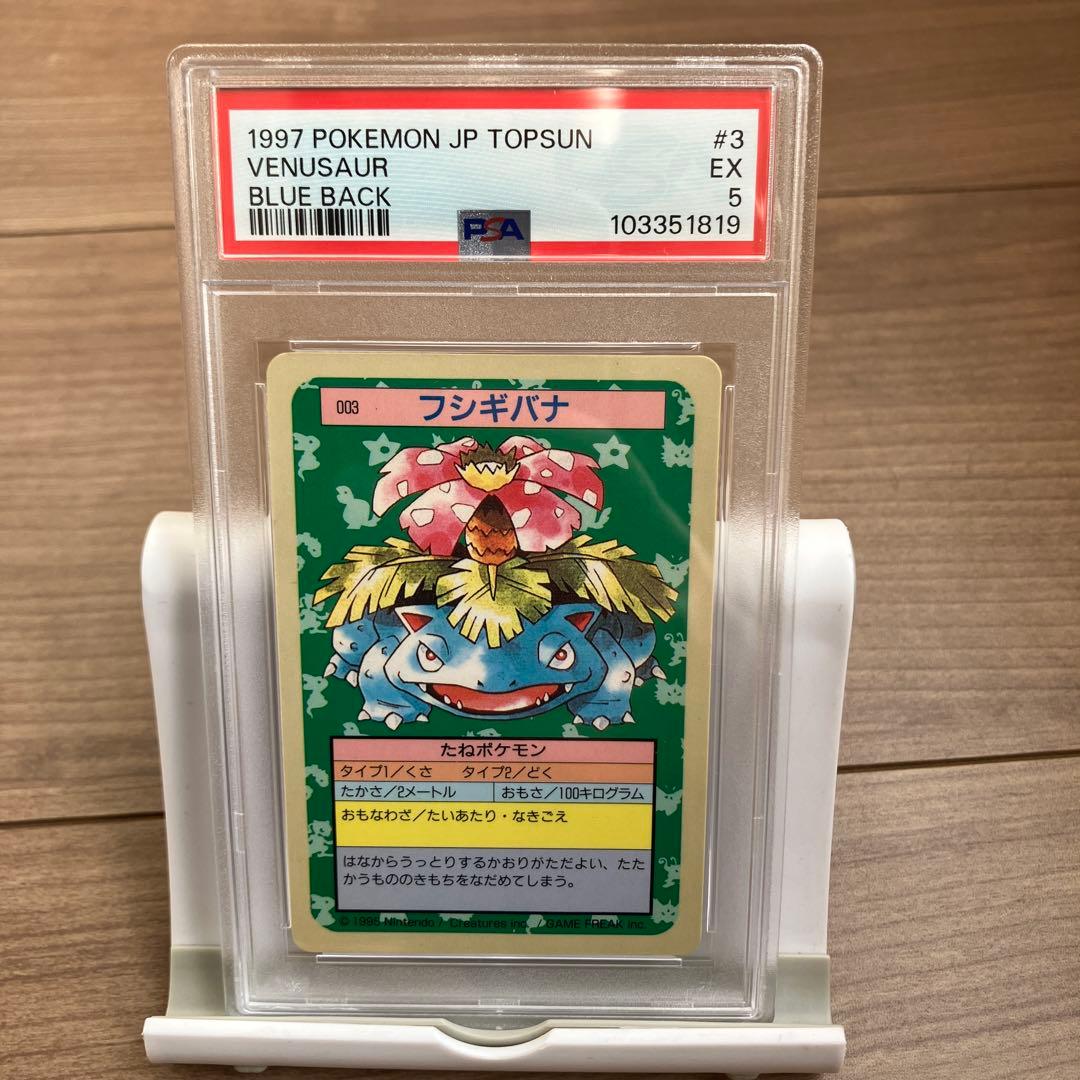 1997 POKEMON JP TOPSUN #3
VENUSAUR EX
BLUE BACK 5
PSA 103351819
003 フシギバナ
たねポケモン
タイプ1/くさ タイプ2/どく
たかさ/2メートル おもさ/100キログラム
おもなわざ/たいあたり・なきごえ
はなからうっとりするかおりがただよい、たた
かうもののきもちをなだめてしまう。
© 1995 Nintendo / Creatures inc. / GAME FREAK inc.